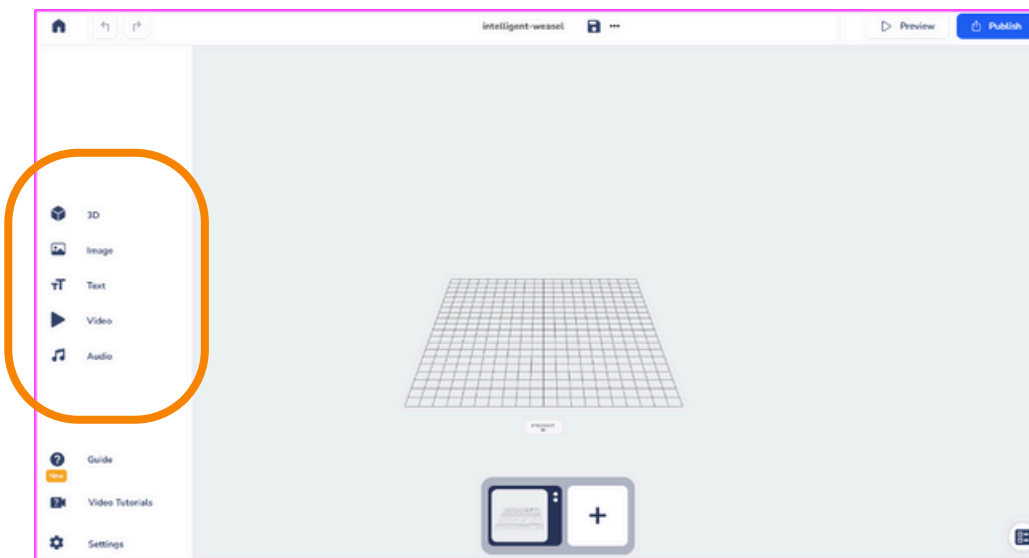 intelligent-weasel
Preview
Publish
3D
Image
Text
Video
Audio
Guide
New
Video Tutorials
Settings